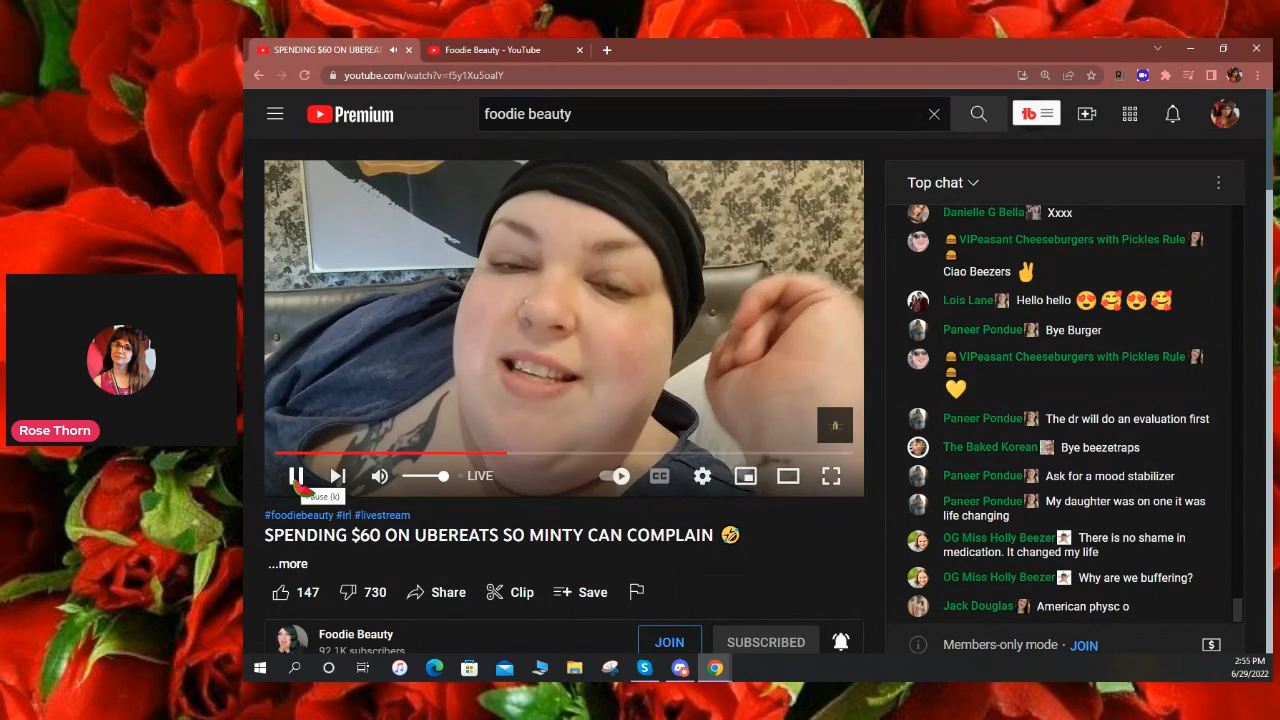 SPENDING $60 ON UBEREAT
Foodie Beauty - YouTube
youtube.com/watch?v=f5y1Xu5oaIY
Premium
foodie beauty
Top chat
Danielle G Bella Xxxx
🍔VIPeasant Cheeseburgers with Pickles Rule
🍔
Ciao Beezers ✌
Lois Lane Hello hello 😍🥰😍🥰
Paneer Pondue Bye Burger
🍔VIPeasant Cheeseburgers with Pickles Rule
🍔
💛
Paneer Pondue The dr will do an evaluation first
The Baked Korean Bye beezetraps
Paneer Pondue Ask for a mood stabilizer
Paneer Pondue My daughter was on one it was
life changing
OG Miss Holly Beezer There is no shame in
medication. It changed my life
OG Miss Holly Beezer Why are we buffering?
Jack Douglas American physc o
Members-only mode · JOIN
LIVE
CC
Pause (k)
#foodiebeauty #irl #livestream
SPENDING $60 ON UBEREATS SO MINTY CAN COMPLAIN 🤣
...more
147
730
Share
Clip
Save
Foodie Beauty
92.1K subscribers
JOIN
SUBSCRIBED
Rose Thorn
2:55 PM
6/29/2022